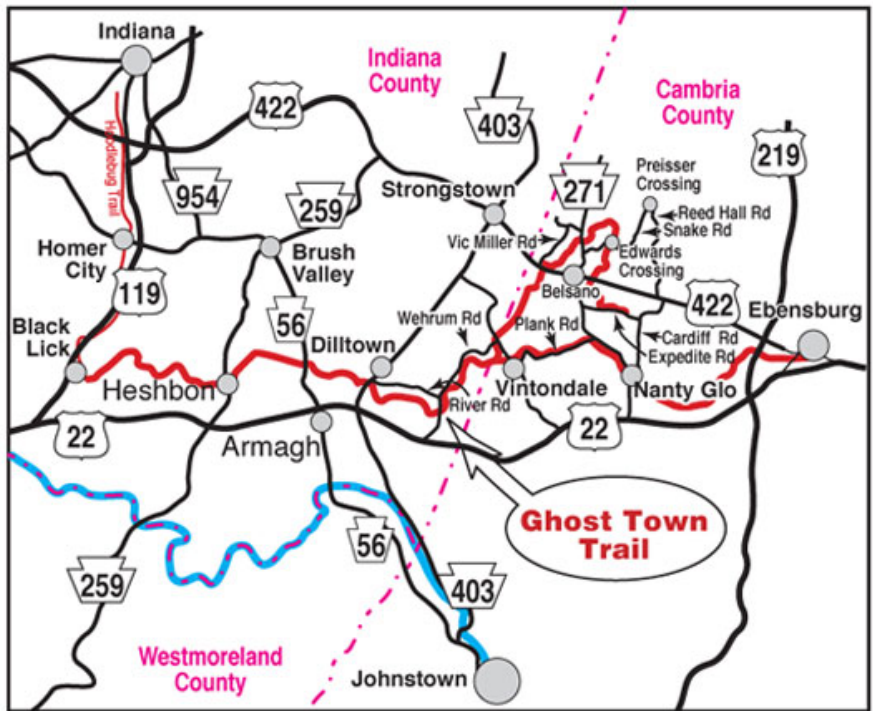 Indiana
Indiana
County
Cambria
County
422
403
219
Hoodlebug Trail
954
259
Strongstown
271
Preisser
Crossing
Reed Hall Rd
Snake Rd
Vic Miller Rd
Edwards
Crossing
Homer
City
Brush
Valley
119
Belsano
422
Ebensburg
56
Wehrum Rd
Plank Rd
Black
Lick
Dilltown
Cardiff Rd
Expedite Rd
Heshbon
Vintondale
Nanty Glo
River Rd
22
Armagh
22
Ghost Town
Trail
56
259
403
Westmoreland
County
Johnstown